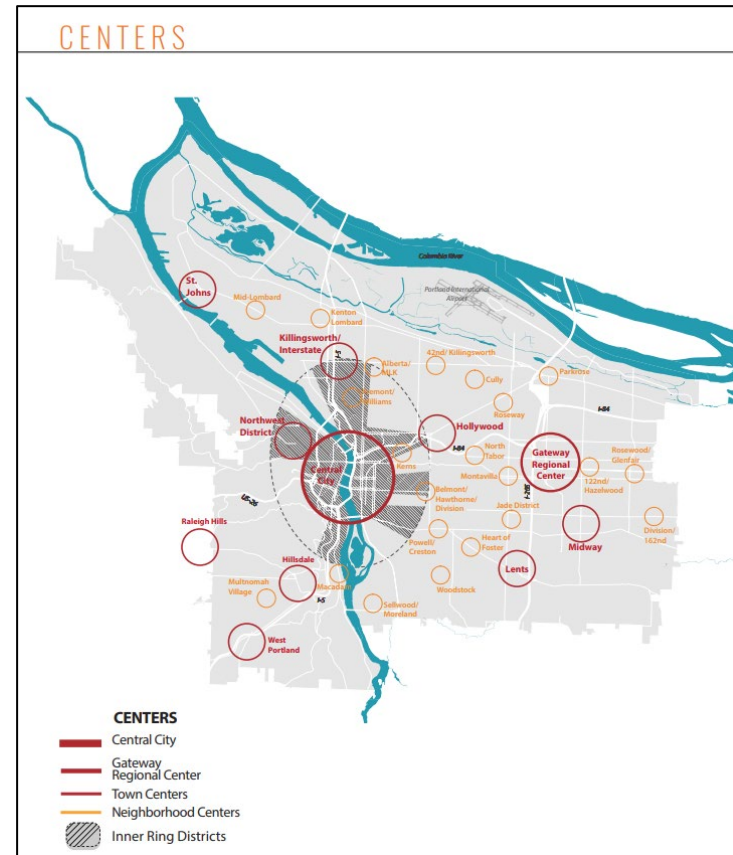 CENTERS
Columbia River
Portland International
Airport
St.
Johns
Mid-Lombard
Kenton
Lombard
Killingsworth/
Interstate
I-5
Alberta/
MLK
42nd/ Killingsworth
Cully
Parkrose
Fremont/
Williams
Roseway
I-84
Northwest
District
Hollywood
I-84
North
Tabor
Gateway
Regional
Center
Rosewood/
Glenfair
Central
City
Kerns
Montavilla
122nd/
Hazelwood
US-26
Belmont/
Hawthorne/
Division
I-205
Jade District
Raleigh Hills
Powell/
Creston
Heart of
Foster
Midway
Division/
162nd
Hillsdale
Lents
Multnomah
Village
Macadam
I-5
Woodstock
Sellwood/
Moreland
West
Portland
CENTERS
Central City
Gateway
Regional Center
Town Centers
Neighborhood Centers
Inner Ring Districts